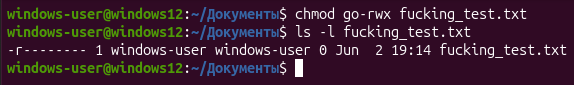 windows-user@windows12:~/Документы$ chmod go-rwx fucking_test.txt
windows-user@windows12:~/Документы$ ls -l fucking_test.txt
-r-------- 1 windows-user windows-user 0 Jun  2 19:14 fucking_test.txt
windows-user@windows12:~/Документы$